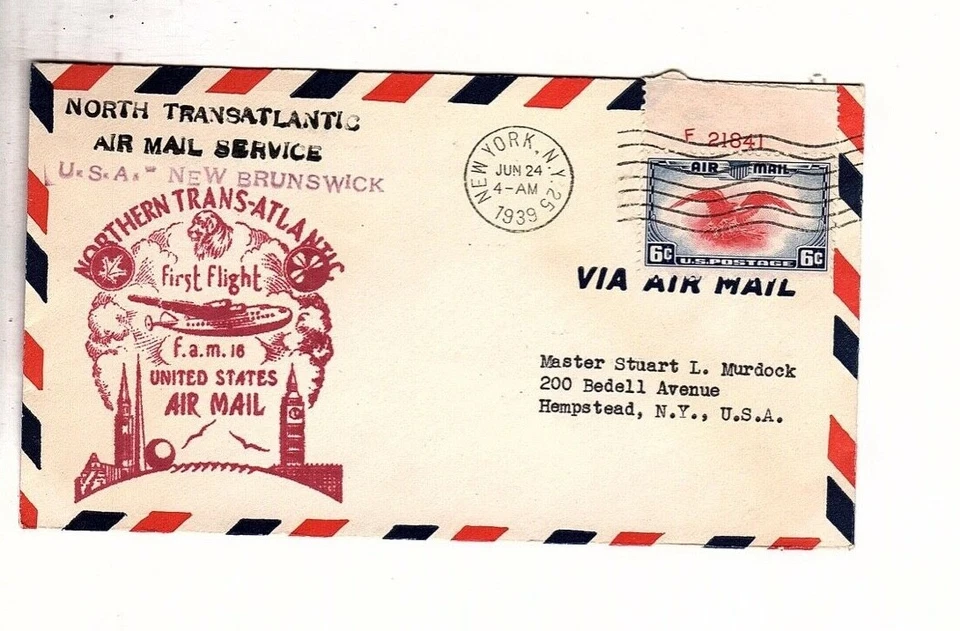 NORTH TRANSATLANTIC
AIR MAIL SERVICE
U.S.A. - NEW BRUNSWICK
NORTHERN TRANS-ATLANTIC
first flight
f.a.m. 18
UNITED STATES
AIR MAIL
NEW YORK, N.Y. 25
JUN 24
4-AM
1939
F 21841
AIR MAIL
6¢ U.S. POSTAGE 6¢
VIA AIR MAIL
Master Stuart L. Murdock
200 Bedell Avenue
Hempstead, N.Y., U.S.A.